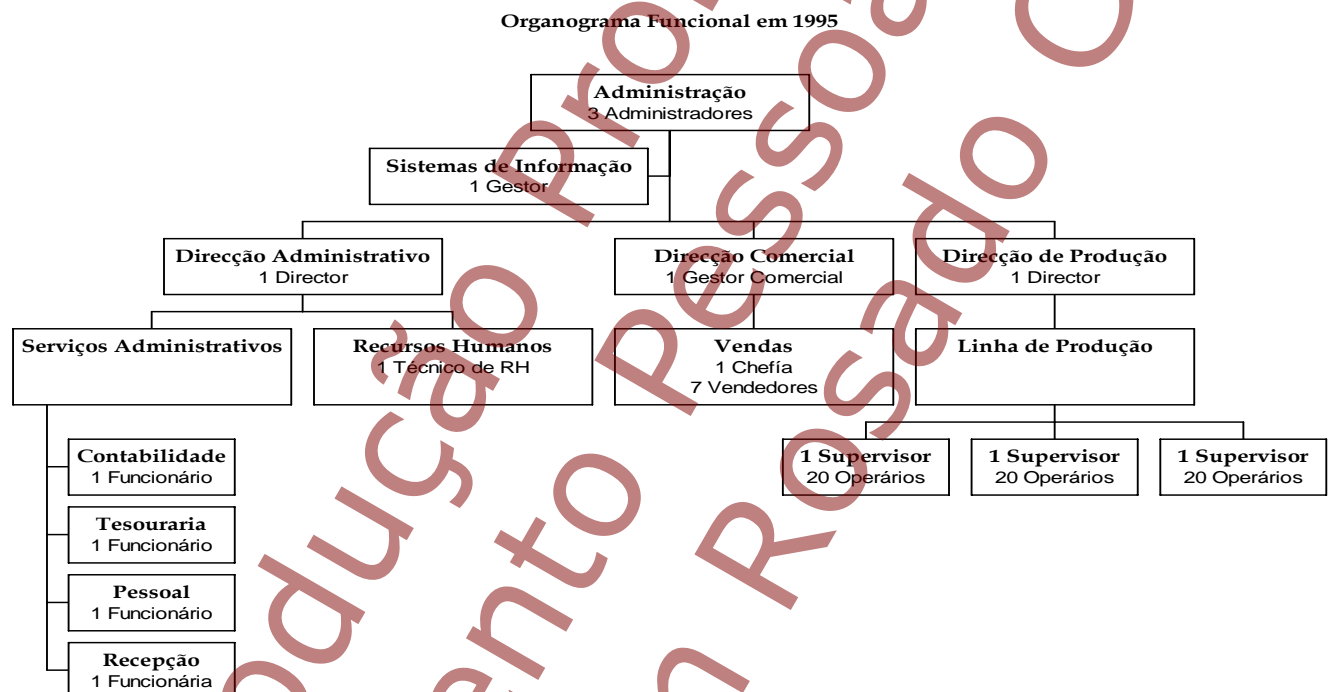 Organograma Funcional em 1995
Administração
3 Administradores
Sistemas de Informação
1 Gestor
Direcção Administrativo
1 Director
Direcção Comercial
1 Gestor Comercial
Direcção de Produção
1 Director
Serviços Administrativos
Recursos Humanos
1 Técnico de RH
Vendas
1 Chefía
7 Vendedores
Linha de Produção
Contabilidade
1 Funcionário
Tesouraria
1 Funcionário
Pessoal
1 Funcionário
Recepção
1 Funcionária
1 Supervisor
20 Operários
1 Supervisor
20 Operários
1 Supervisor
20 Operários
Rosado